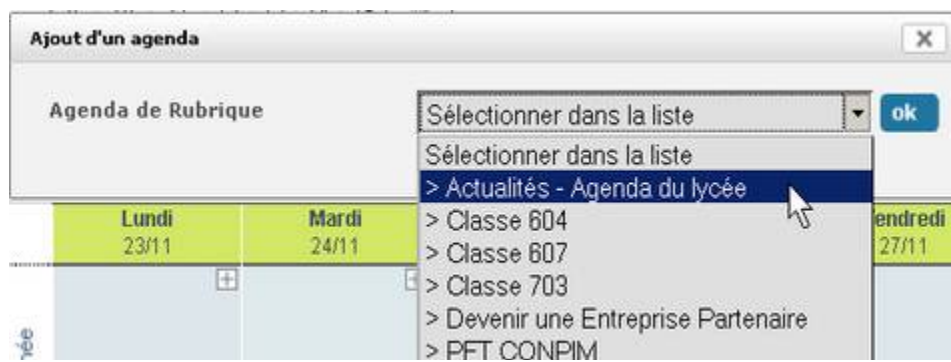 Ajout d'un agenda
Agenda de Rubrique
Sélectionner dans la liste
ok
Sélectionner dans la liste
> Actualités - Agenda du lycée
> Classe 604
> Classe 607
> Classe 703
> Devenir une Entreprise Partenaire
> PFT CONPIM
Lundi
23/11
Mardi
24/11
endredi
27/11